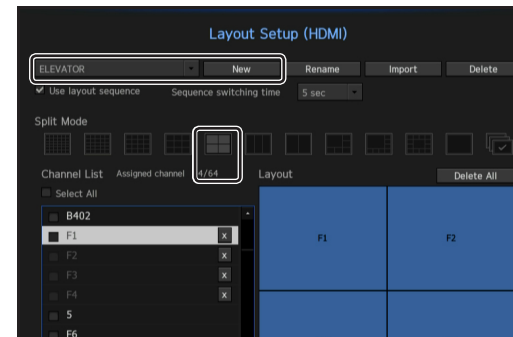 Layout Setup (HDMI)
ELEVATOR New Rename Import Delete
Use layout sequence Sequence switching time 5 sec
Split Mode
Channel List Assigned channel 4/64 Layout Delete All
Select All
B402
F1 x F1 F2
F2 x
F3 x
F4 x
5
F6